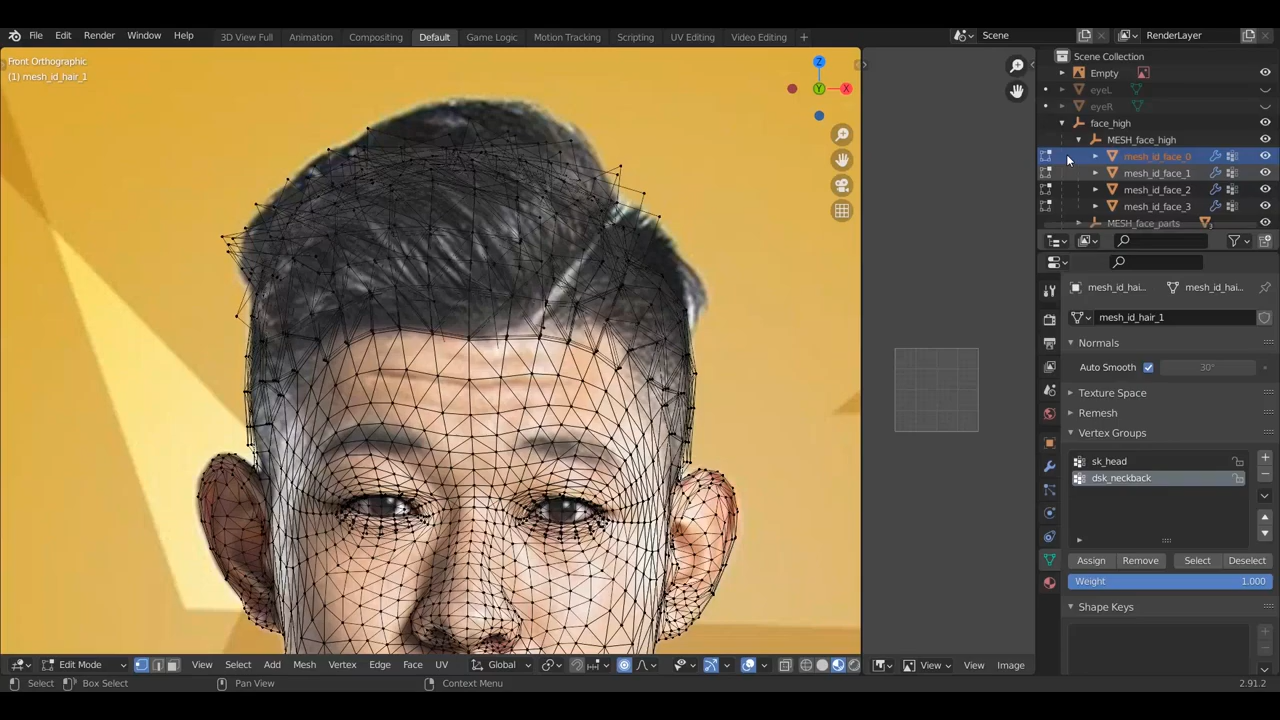 File Edit Render Window Help 3D View Full Animation Compositing Default Game Logic Motion Tracking Scripting UV Editing Video Editing + Scene RenderLayer
Front Orthographic
(1) mesh_id_hair_1
Z
Y
X
Scene Collection
Empty
eyeL
eyeR
face_high
MESH_face_high
mesh_id_face_0
mesh_id_face_1
mesh_id_face_2
mesh_id_face_3
MESH_face_parts 3
mesh_id_hai... mesh_id_hai...
mesh_id_hair_1
Normals
Auto Smooth 30°
Texture Space
Remesh
Vertex Groups
sk_head
dsk_neckback
Assign Remove Select Deselect
Weight 1.000
Shape Keys
Edit Mode View Select Add Mesh Vertex Edge Face UV Global View View Image
Select Box Select Pan View Context Menu 2.91.2